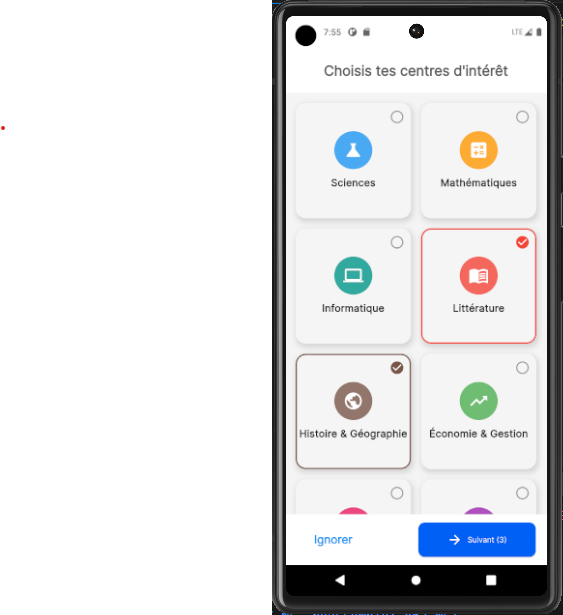 7:55
LTE
Choisis tes centres d'intérêt
Sciences
Mathématiques
Informatique
Littérature
Histoire & Géographie
Économie & Gestion
Ignorer
Suivant (3)